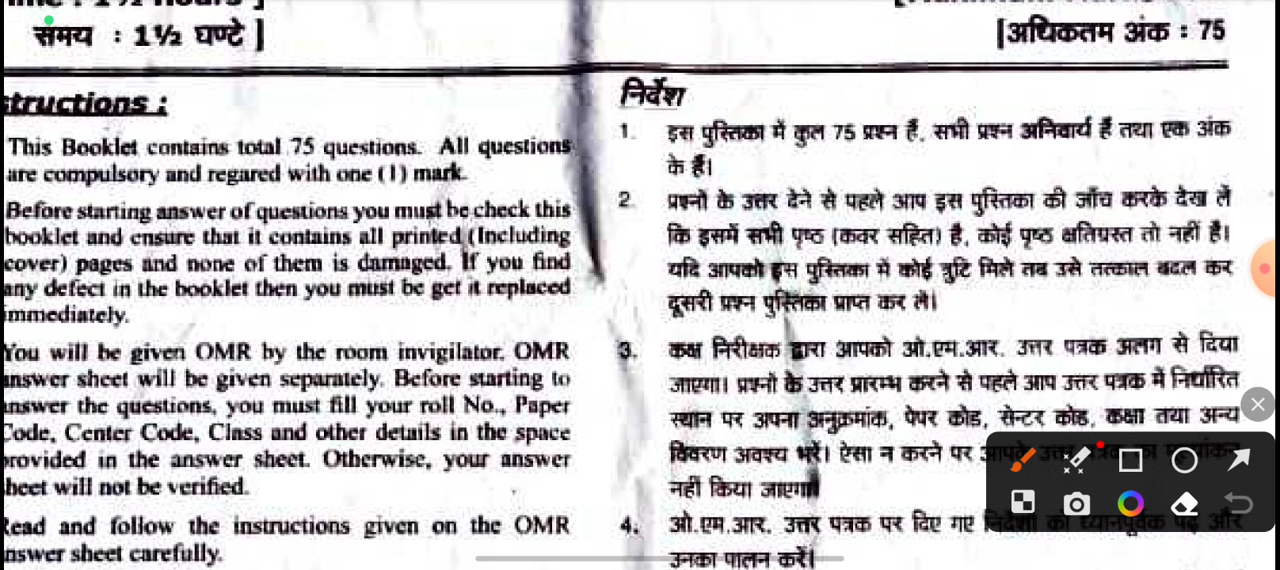 समय : 1½ घण्टे ]
[अधिकतम अंक : 75
structions :
This Booklet contains total 75 questions. All questions
are compulsory and regared with one (1) mark.
Before starting answer of questions you must be check this
booklet and ensure that it contains all printed (Including
cover) pages and none of them is damaged. If you find
any defect in the booklet then you must be get it replaced
immediately.
You will be given OMR by the room invigilator. OMR
answer sheet will be given separately. Before starting to
answer the questions, you must fill your roll No., Paper
Code, Center Code, Class and other details in the space
provided in the answer sheet. Otherwise, your answer
heet will not be verified.
Read and follow the instructions given on the OMR
nswer sheet carefully.
निर्देश
1. इस पुस्तिका में कुल 75 प्रश्न हैं, सभी प्रश्न अनिवार्य हैं तथा एक अंक
के हैं।
2. प्रश्नों के उत्तर देने से पहले आप इस पुस्तिका की जाँच करके देख लें
कि इसमें सभी पृष्ठ (कवर सहित) है, कोई पृष्ठ क्षतिग्रस्त तो नहीं है।
यदि आपको इस पुस्तिका में कोई त्रुटि मिले तब उसे तत्काल बदल कर
दूसरी प्रश्न पुस्तिका प्राप्त कर लें।
3. कक्ष निरीक्षक द्वारा आपको ओ.एम.आर. उत्तर पत्रक अलग से दिया
जाएगा। प्रश्नों के उत्तर प्रारम्भ करने से पहले आप उत्तर पत्रक में निर्धारित
स्थान पर अपना अनुक्रमांक, पेपर कोड, सेन्टर कोड, कक्षा तथा अन्य
विवरण अवश्य भरें। ऐसा न करने पर आपके उत्तर
नहीं किया जाएगा
4. ओ.एम.आर. उत्तर पत्रक पर दिए गए निर्देशों को ध्यानपूर्वक पढ़ें और
उनका पालन करें।